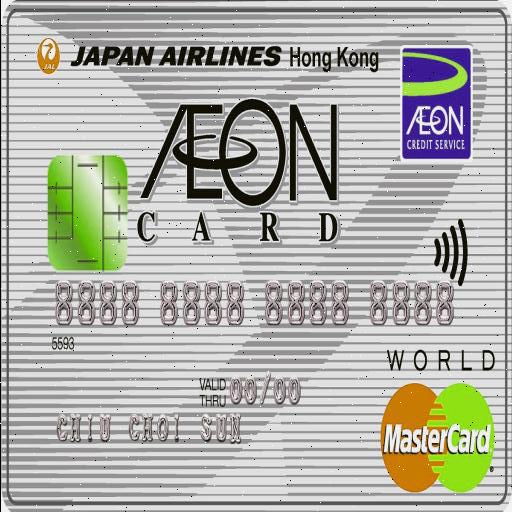 JAL JAPAN AIRLINES Hong Kong
ÆON
CREDIT SERVICE
ÆON
CARD
8888 8888 8888 8888
5593
WORLD
VALID THRU 00/00
CHIU CHOI SUN
MasterCard